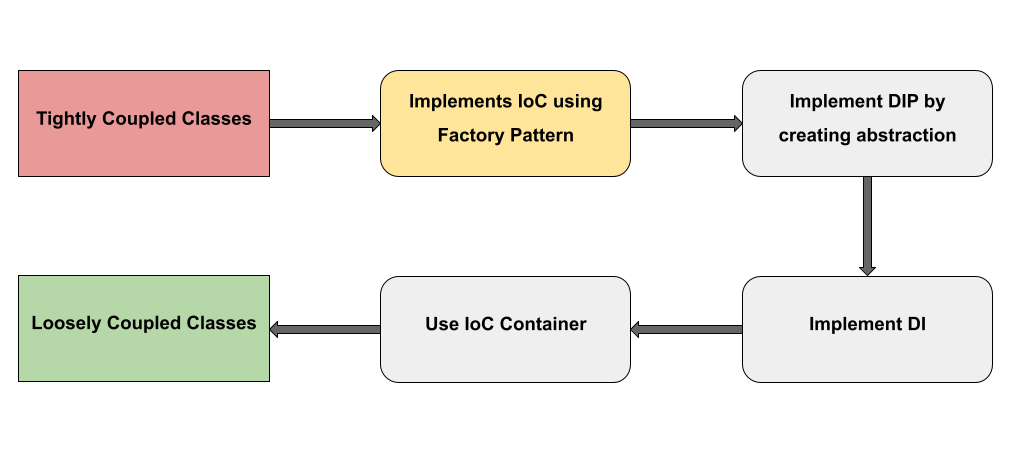 Tightly Coupled Classes
Implements IoC using
Factory Pattern
Implement DIP by
creating abstraction
Implement DI
Use IoC Container
Loosely Coupled Classes